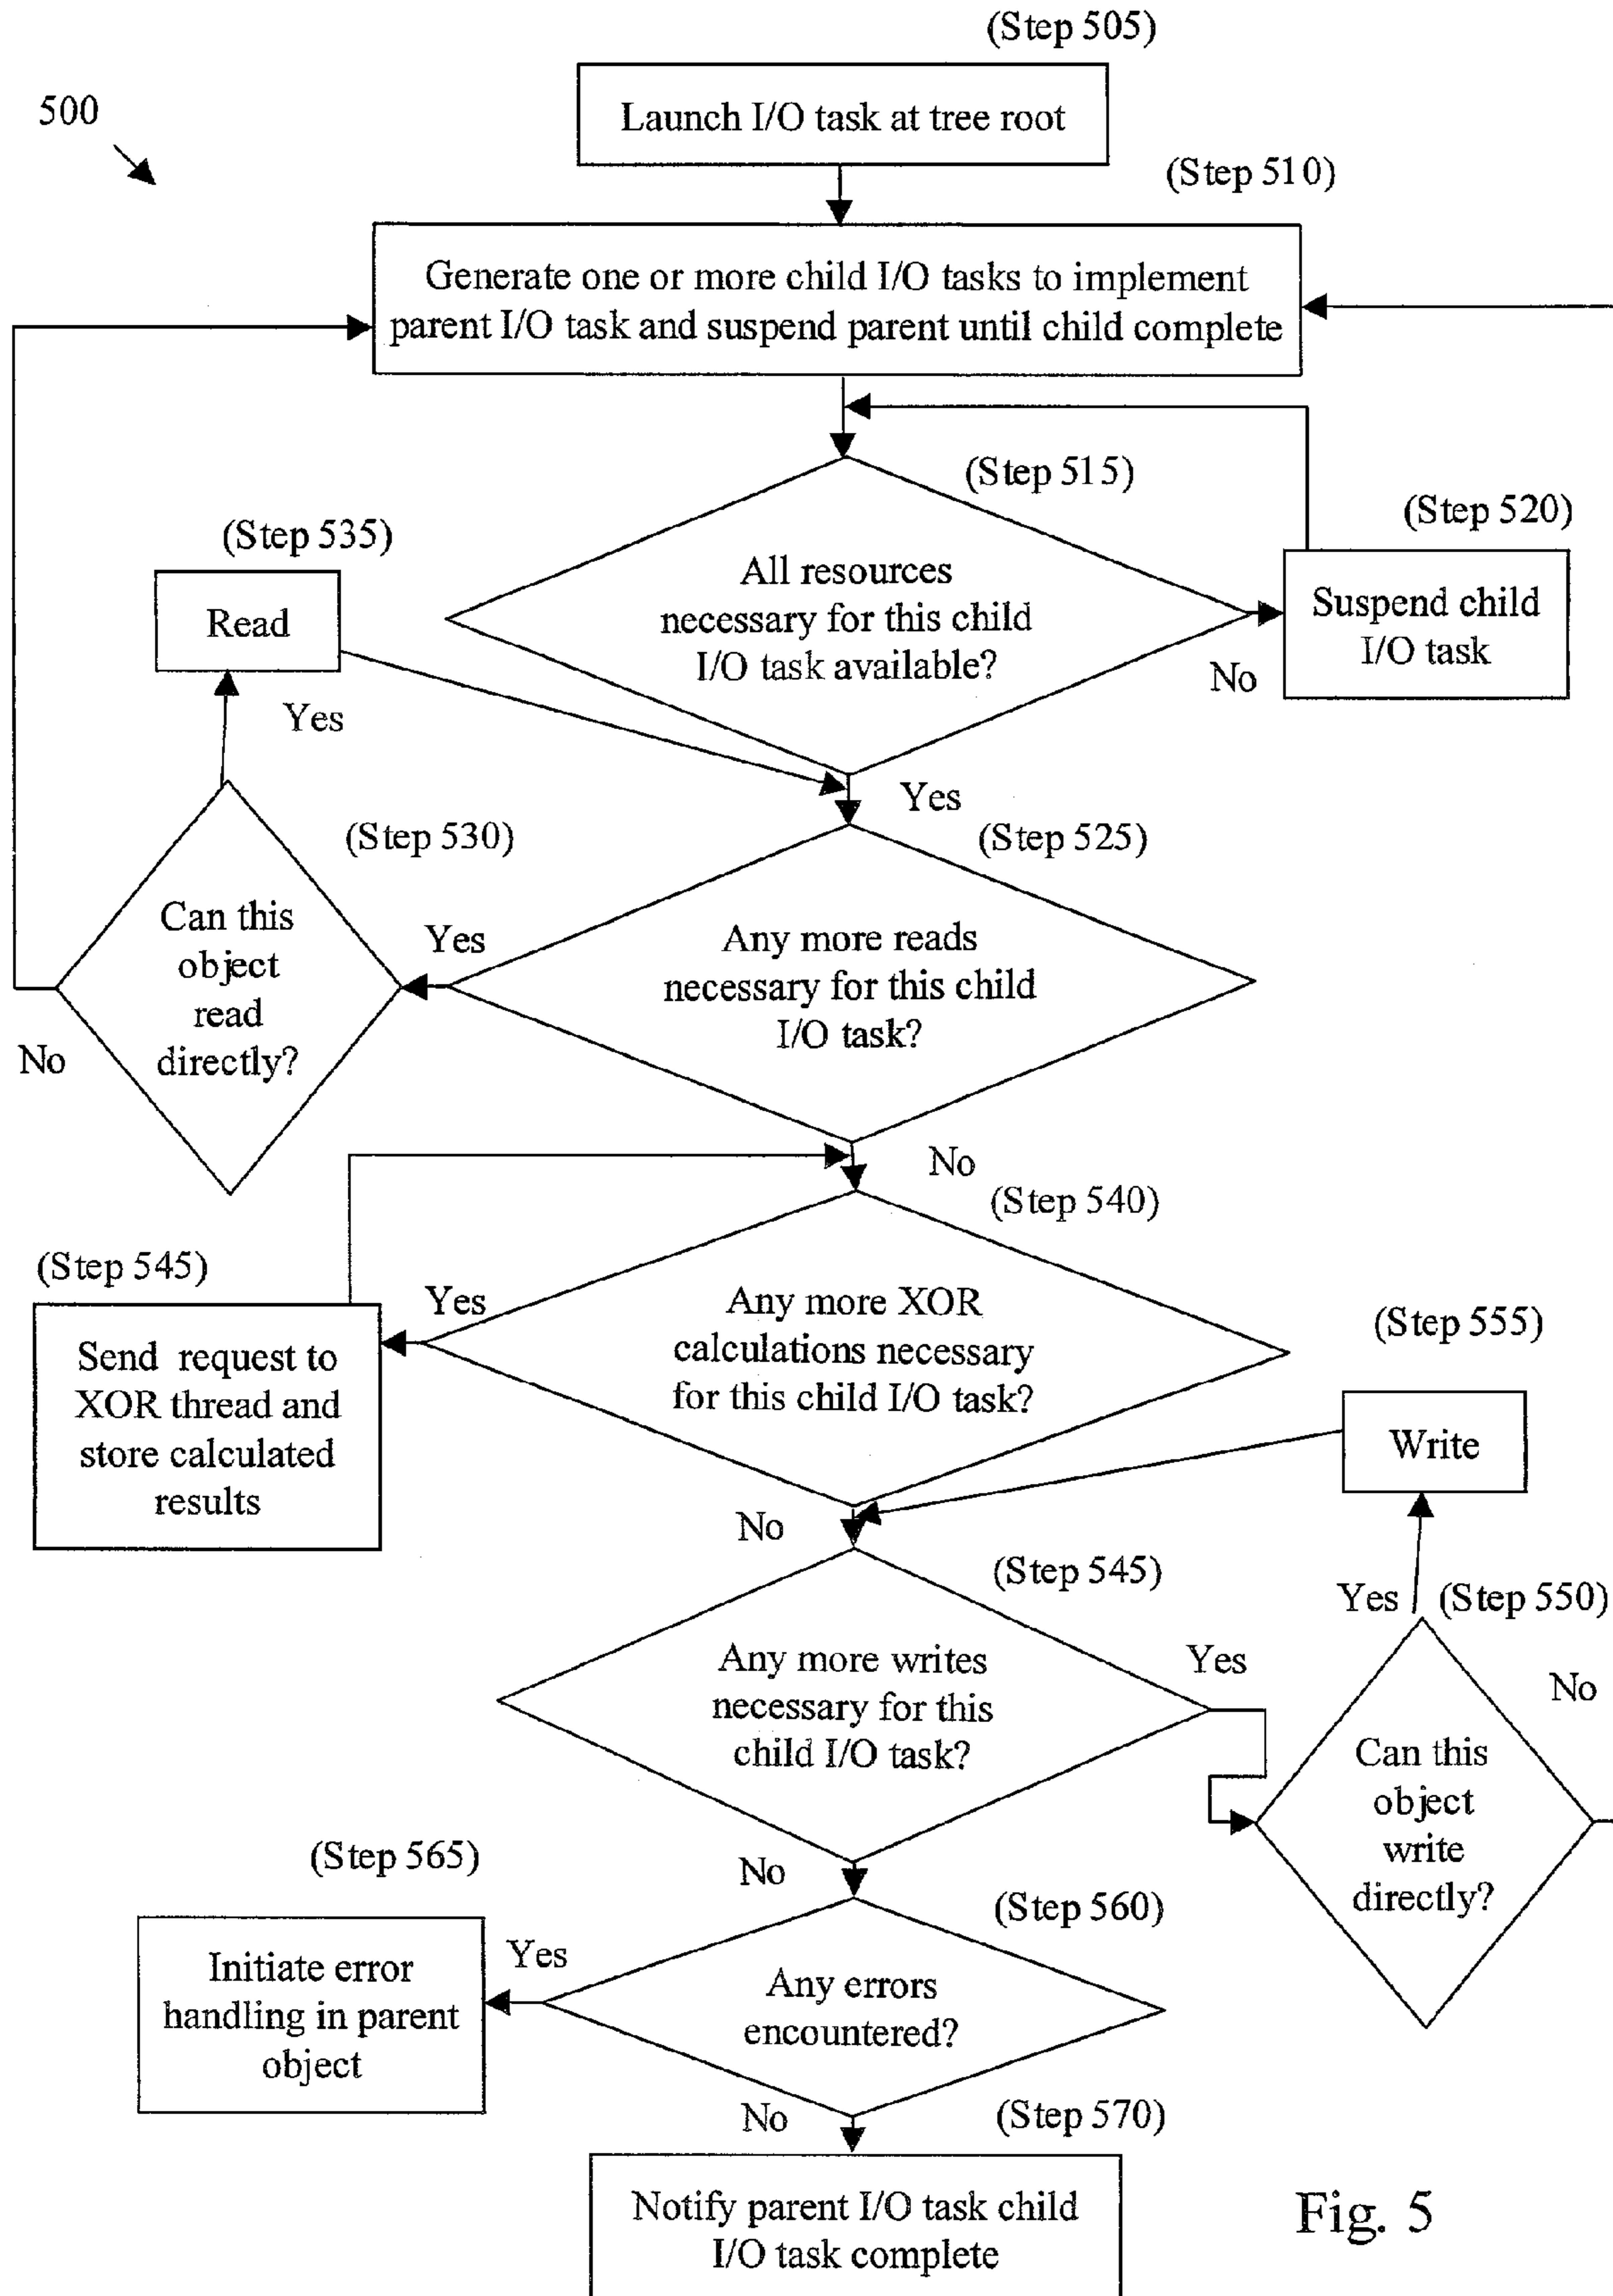 (Step 505)
500
Launch I/O task at tree root
(Step 510)
Generate one or more child I/O tasks to implement
parent I/O task and suspend parent until child complete
(Step 515)
(Step 520)
(Step 535)
All resources
necessary for this child
I/O task available?
Suspend child
I/O task
Read
No
Yes
Yes
(Step 530)
(Step 525)
Can this
object
read
directly?
Yes
Any more reads
necessary for this child
I/O task?
No
No
(Step 540)
(Step 545)
Yes
Any more XOR
calculations necessary
for this child I/O task?
Send request to
XOR thread and
store calculated
results
(Step 555)
Write
No
(Step 545)
Yes
(Step 550)
Any more writes
necessary for this
child I/O task?
Yes
No
Can this
object
write
directly?
(Step 565)
No
(Step 560)
Initiate error
handling in parent
object
Yes
Any errors
encountered?
No
(Step 570)
Notify parent I/O task child
I/O task complete
Fig. 5